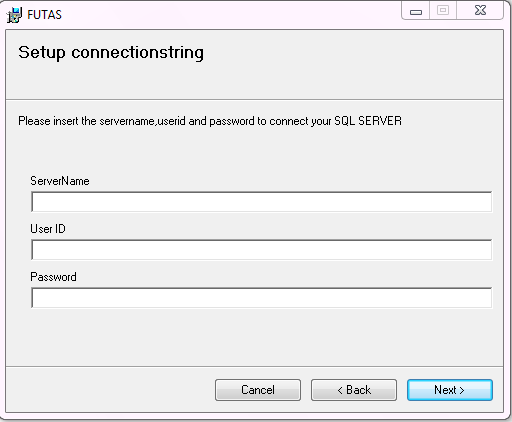 FUTAS
Setup connectionstring
Please insert the servername,userid and password to connect your SQL SERVER
ServerName
User ID
Password
Cancel
< Back
Next >